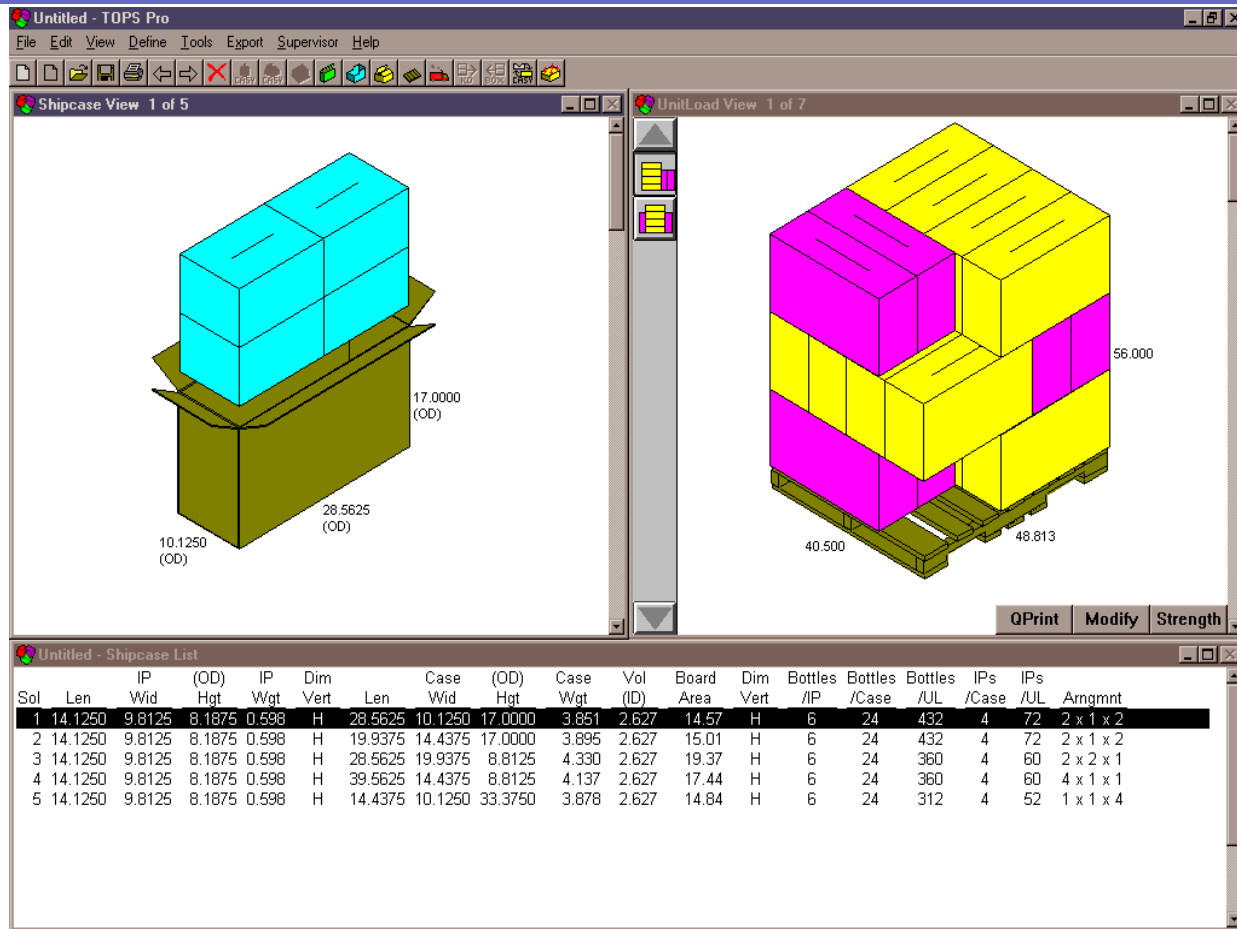 Untitled - TOPS Pro
File Edit View Define Tools Export Supervisor Help
Shipcase View 1 of 5
UnitLoad View 1 of 7
17.0000
(OD)
28.5625
(OD)
10.1250
(OD)
56.000
48.813
40.500
QPrint Modify Strength
Untitled - Shipcase List
IP (OD) IP Dim Case (OD) Case Vol Board Dim Bottles Bottles Bottles IPs IPs
Sol Len Wid Hgt Wgt Vert Len Wid Hgt Wgt (ID) Area Vert /IP /Case /UL /Case /UL Arngmnt
1 14.1250 9.8125 8.1875 0.598 H 28.5625 10.1250 17.0000 3.851 2.627 14.57 H 6 24 432 4 72 2 x 1 x 2
2 14.1250 9.8125 8.1875 0.598 H 19.9375 14.4375 17.0000 3.895 2.627 15.01 H 6 24 432 4 72 2 x 1 x 2
3 14.1250 9.8125 8.1875 0.598 H 28.5625 19.9375 8.8125 4.330 2.627 19.37 H 6 24 360 4 60 2 x 2 x 1
4 14.1250 9.8125 8.1875 0.598 H 39.5625 14.4375 8.8125 4.137 2.627 17.44 H 6 24 360 4 60 4 x 1 x 1
5 14.1250 9.8125 8.1875 0.598 H 14.4375 10.1250 33.3750 3.878 2.627 14.84 H 6 24 312 4 52 1 x 1 x 4